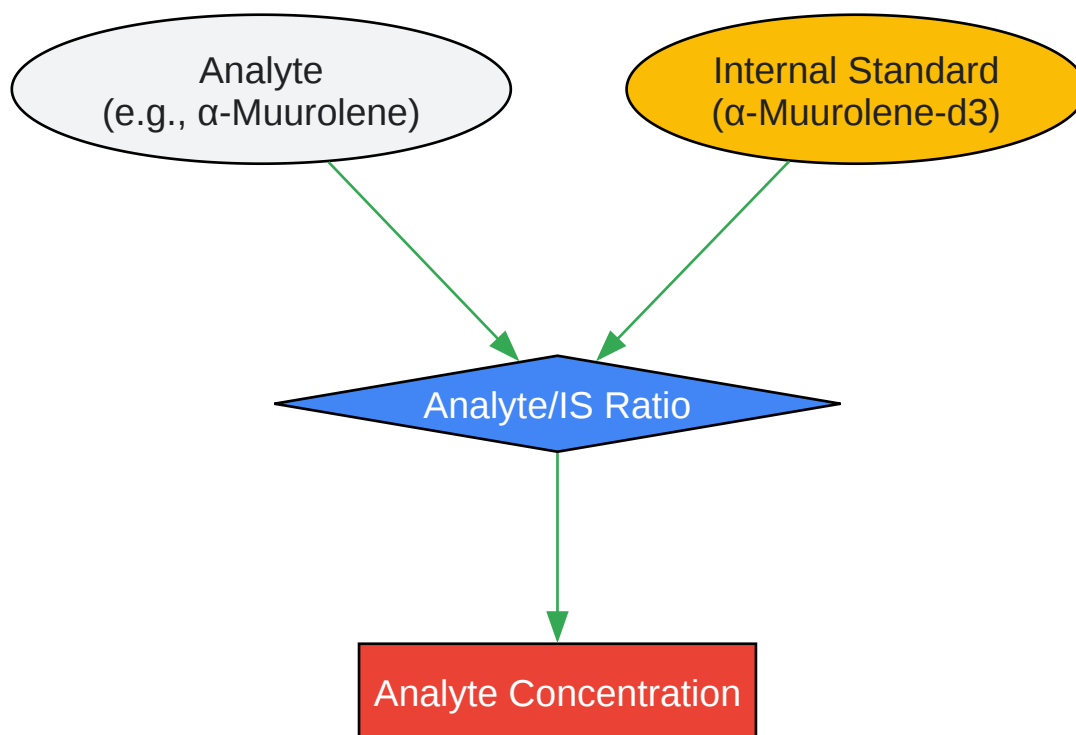 Analyte
(e.g., α-Muurolene)
Internal Standard
(α-Muurolene-d3)
Analyte/IS Ratio
Analyte Concentration